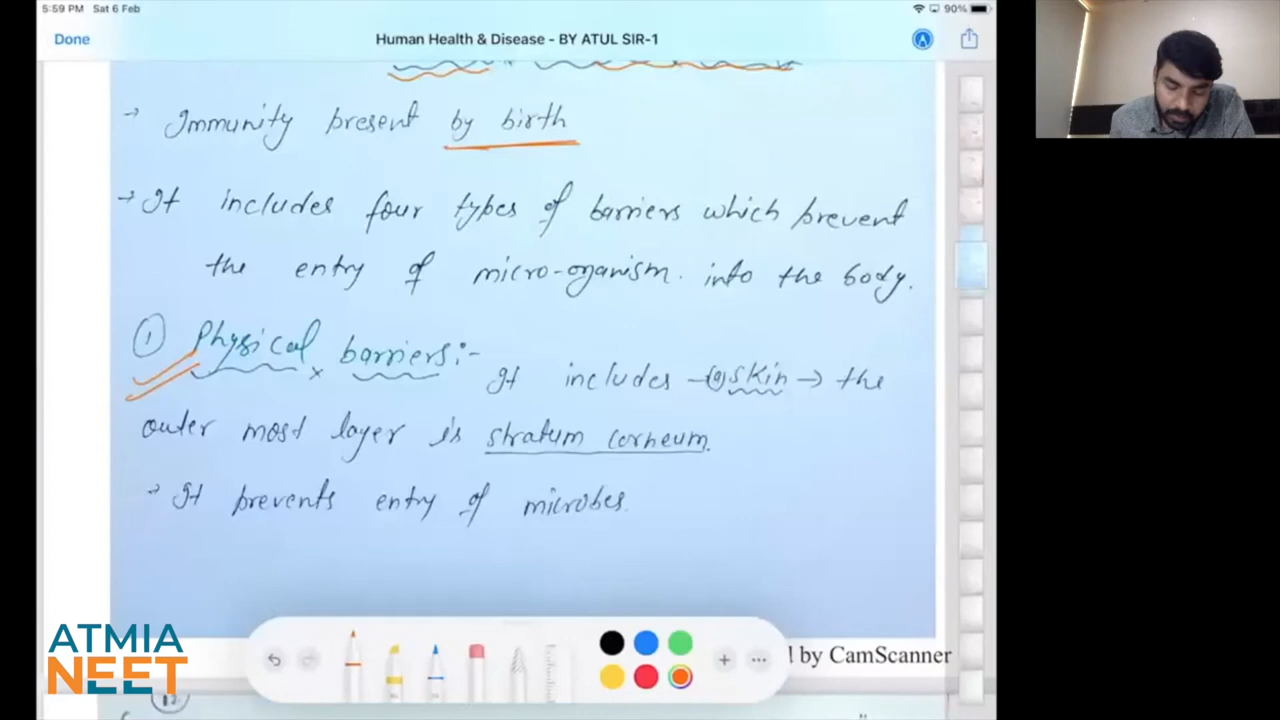 5:59 PM Sat 6 Feb
90%
Done
Human Health & Disease - BY ATUL SIR-1
→ Immunity present by birth
→ It includes four types of barriers which prevent
the entry of micro-organism. into the body.
① Physical barriers:-
It includes → (a) skin → the
outer most layer is stratum corneum.
→ It prevents entry of microbes.
by CamScanner
ATMIA
NEET